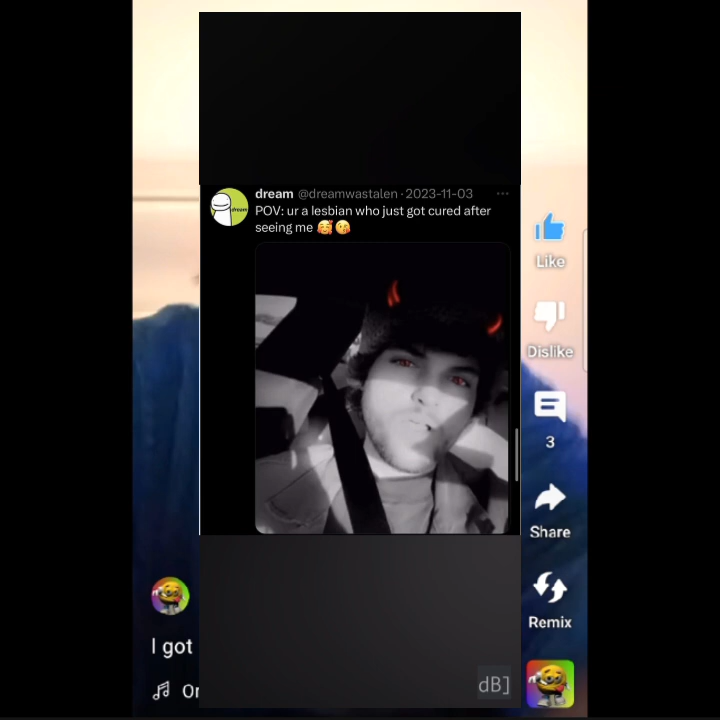 dream @dreamwastalen · 2023-11-03
POV: ur a lesbian who just got cured after
seeing me 🥰 😘
Like
Dislike
3
Share
Remix
I got
Or
dB]